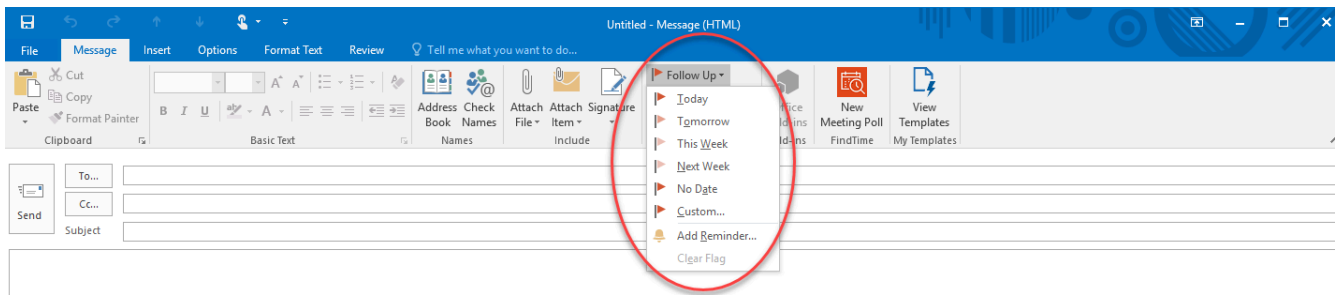 Untitled - Message (HTML)
File Message Insert Options Format Text Review Tell me what you want to do...
Cut
Copy
Paste
Format Painter
Clipboard
B I U
Basic Text
Address Book
Check Names
Names
Attach File
Attach Item
Signature
Include
Follow Up
Today
Tomorrow
This Week
Next Week
No Date
Custom...
Add Reminder...
Clear Flag
New Meeting Poll
FindTime
View Templates
My Templates
Send
To...
Cc...
Subject